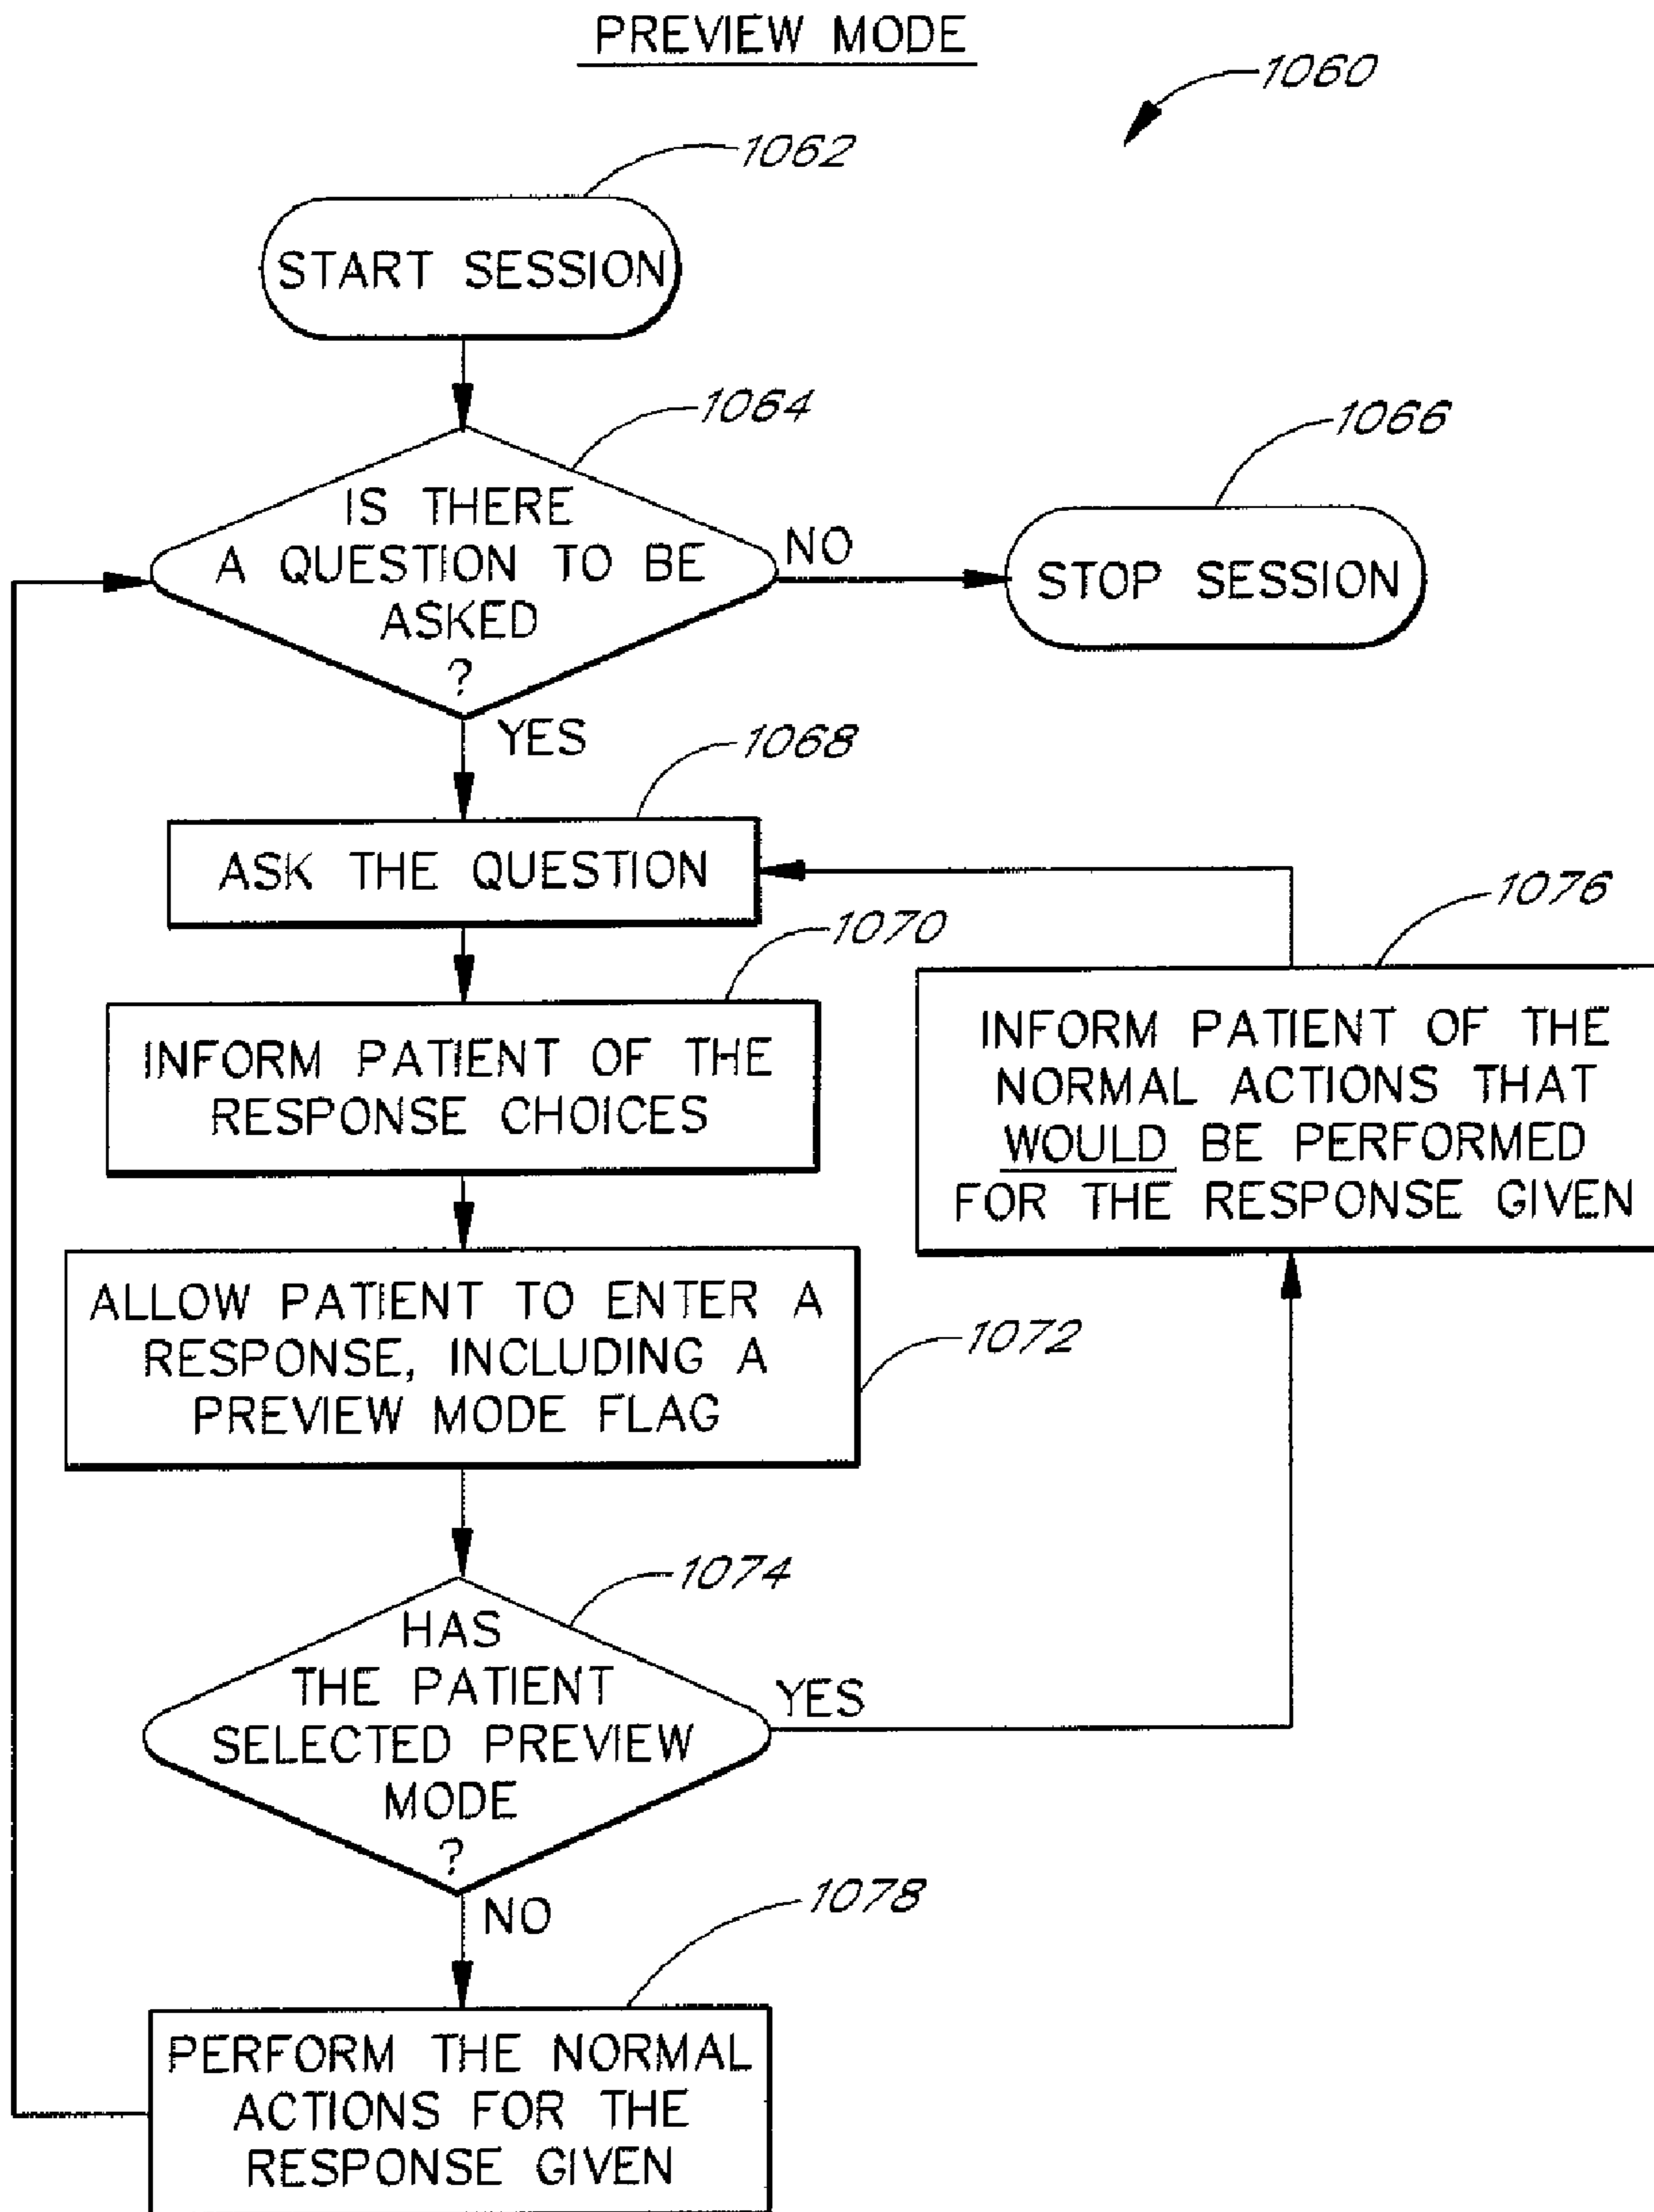 PREVIEW MODE
1060
1062
START SESSION
1064
IS THERE
A QUESTION TO BE
ASKED
?
NO
1066
STOP SESSION
YES
1068
ASK THE QUESTION
1070
INFORM PATIENT OF THE
RESPONSE CHOICES
1076
INFORM PATIENT OF THE
NORMAL ACTIONS THAT
WOULD BE PERFORMED
FOR THE RESPONSE GIVEN
ALLOW PATIENT TO ENTER A
RESPONSE, INCLUDING A
PREVIEW MODE FLAG
1072
1074
HAS
THE PATIENT
SELECTED PREVIEW
MODE
?
YES
NO
1078
PERFORM THE NORMAL
ACTIONS FOR THE
RESPONSE GIVEN